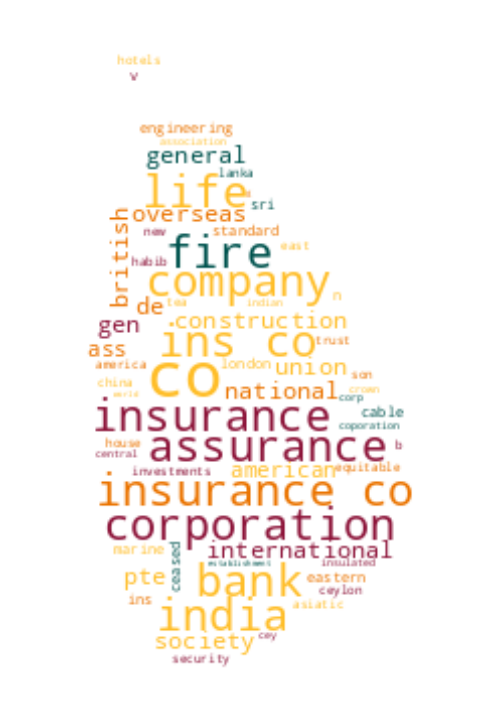 hotels
w
engineering
association
general
lanka
life
sri
overseas
british
new
standard
fire
east
habib
company
n
de
tea
indian
gen
construction
ins co
trust
ass
america
london
union
co
son
china
world
national
crown
corp
insurance
cable
coporation
house
assurance
b
central
investments
american
equitable
insurance co
corporation
marine
international
ceased
establishment
insulated
pte
bank
eastern
ceylon
ins
india
asiatic
society
cey
security